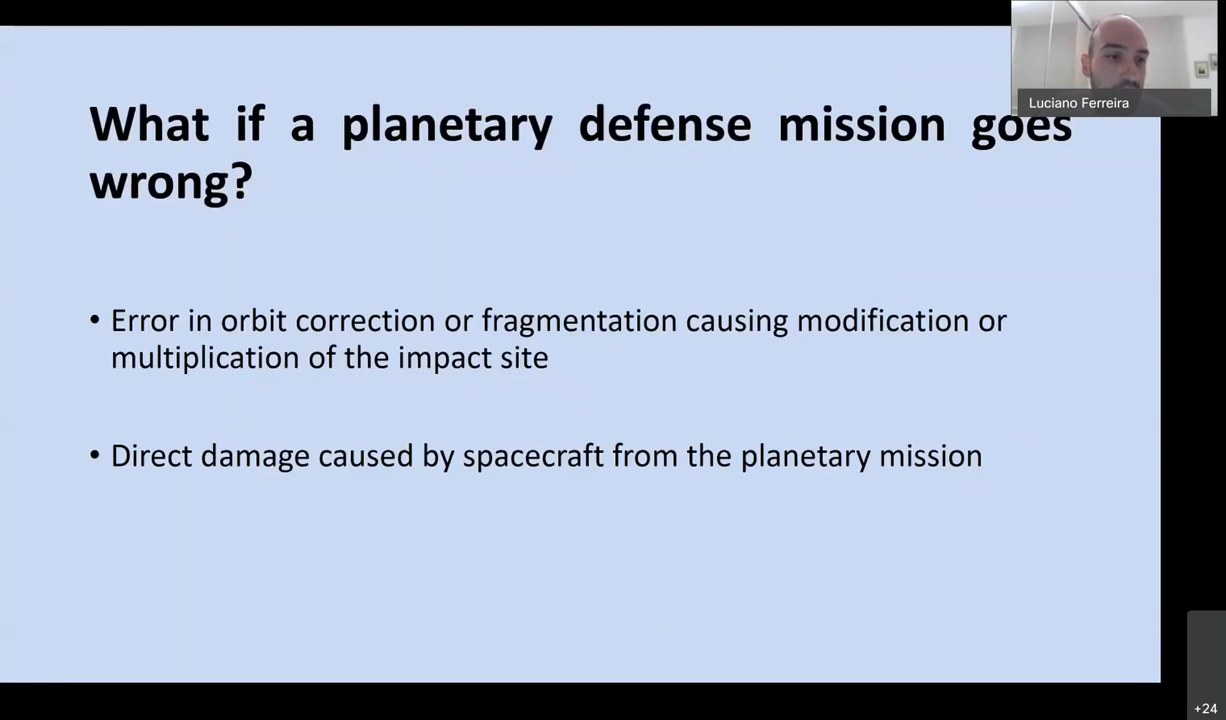 What if a planetary defense mission goes
wrong?
Luciano Ferreira
• Error in orbit correction or fragmentation causing modification or
multiplication of the impact site
• Direct damage caused by spacecraft from the planetary mission
+24